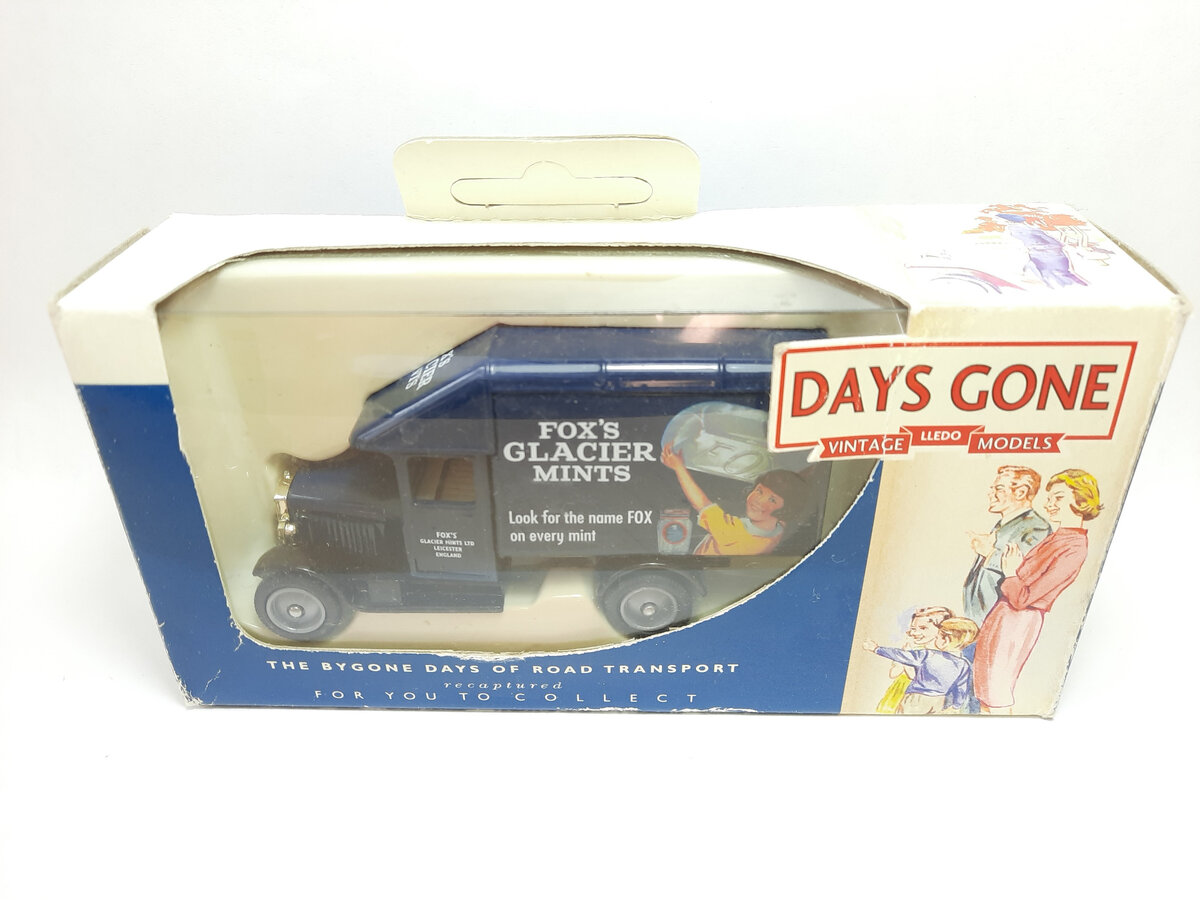 DAYS GONE
VINTAGE LLEDO MODELS
FOX'S
GLACIER
MINTS
Look for the name FOX
on every mint
FOX'S
GLACIER MINTS LTD
LEICESTER
ENGLAND
THE BYGONE DAYS OF ROAD TRANSPORT
recaptured
FOR YOU TO COLLECT